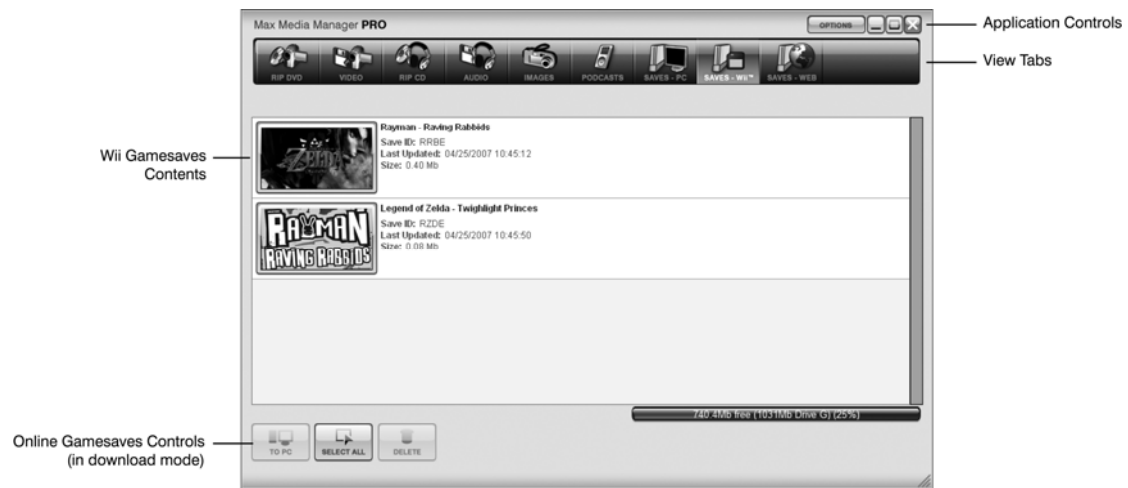 Max Media Manager PRO
OPTIONS
Application Controls
RIP DVD
VIDEO
RIP CD
AUDIO
IMAGES
PODCASTS
SAVES - PC
SAVES - Wii™
SAVES - WEB
View Tabs
Wii Gamesaves
Contents
ZELDA
Rayman - Raving Rabbids
Save ID: RRBE
Last Updated: 04/25/2007 10:45:12
Size: 0.40 Mb
RAYMAN
RAVING RABBIDS
Legend of Zelda - Twighlight Princes
Save ID: RZDE
Last Updated: 04/25/2007 10:45:50
Size: 0.08 Mb
740.4Mb free (1031Mb Drive G) (25%)
Online Gamesaves Controls
(in download mode)
TO PC
SELECT ALL
DELETE